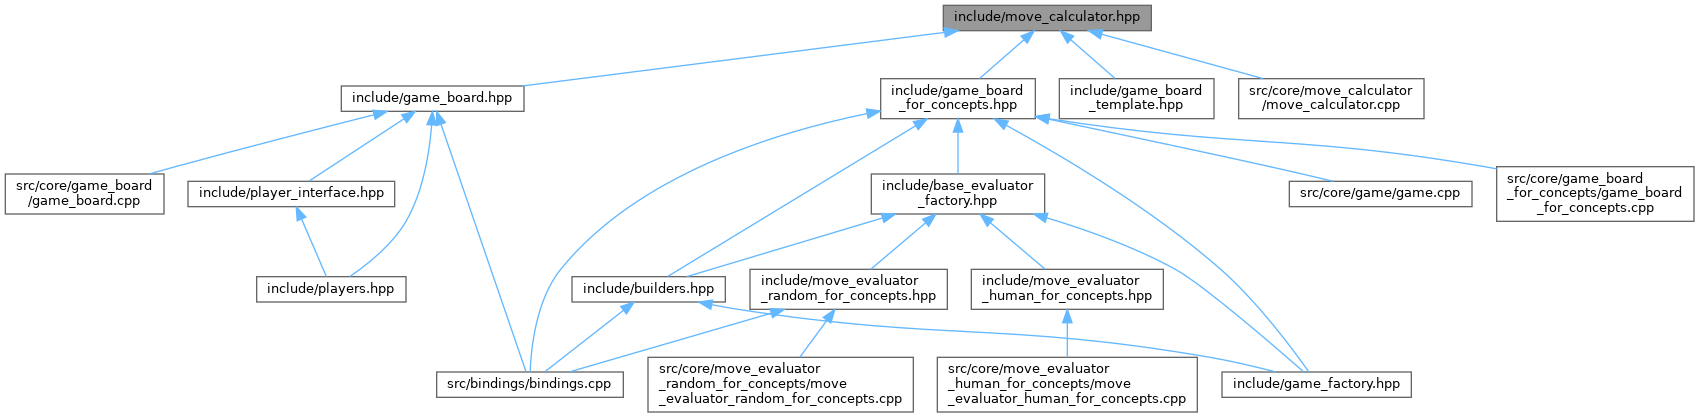 include/move_calculator.hpp
include/game_board.hpp
include/game_board
_for_concepts.hpp
include/game_board
_template.hpp
src/core/move_calculator
/move_calculator.cpp
src/core/game_board
/game_board.cpp
include/player_interface.hpp
include/base_evaluator
_factory.hpp
src/core/game/game.cpp
src/core/game_board
_for_concepts/game_board
_for_concepts.cpp
include/players.hpp
include/builders.hpp
include/move_evaluator
_random_for_concepts.hpp
include/move_evaluator
_human_for_concepts.hpp
src/bindings/bindings.cpp
src/core/move_evaluator
_random_for_concepts/move
_evaluator_random_for_concepts.cpp
src/core/move_evaluator
_human_for_concepts/move
_evaluator_human_for_concepts.cpp
include/game_factory.hpp